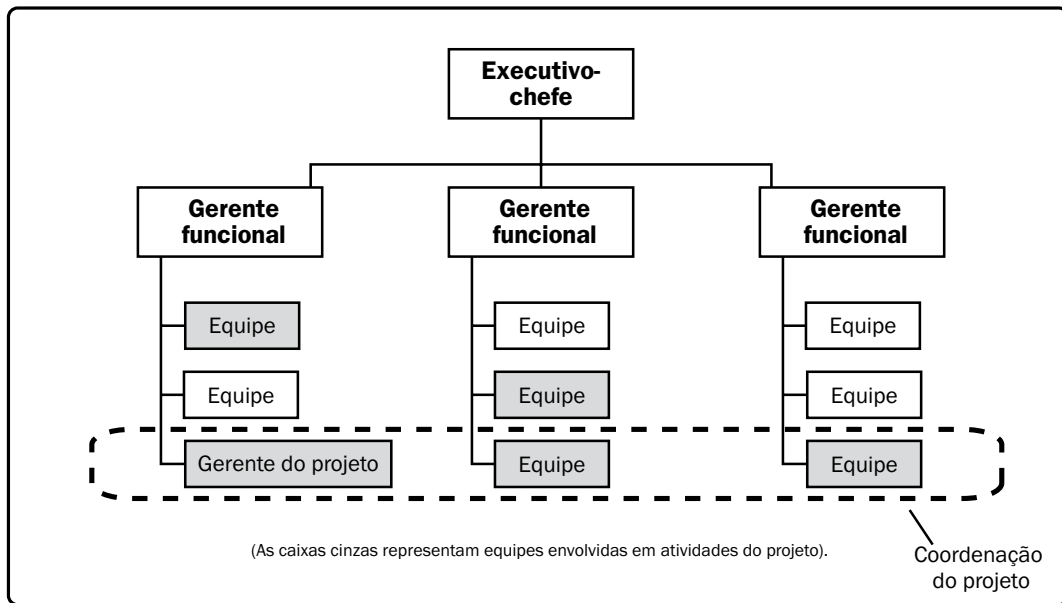 Executivo-
chefe
Gerente
funcional
Gerente
funcional
Gerente
funcional
Equipe
Equipe
Equipe
Equipe
Equipe
Equipe
Gerente do projeto
Equipe
Equipe
(As caixas cinzas representam equipes envolvidas em atividades do projeto).
Coordenação
do projeto